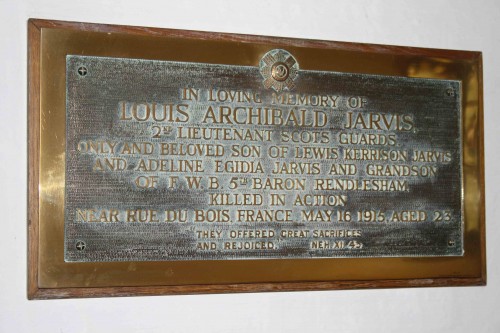 IN LOVING MEMORY OF
LOUIS ARCHIBALD JARVIS,
2ND LIEUTENANT SCOTS GUARDS.
ONLY AND BELOVED SON OF LEWIS KERRISON JARVIS
AND ADELINE EGIDIA JARVIS AND GRANDSON
OF F.W.B. 5TH BARON RENDLESHAM.
KILLED IN ACTION
NEAR RUE DU BOIS FRANCE, MAY 16 1915, AGED 23.
THEY OFFERED GREAT SACRIFICES
AND REJOICED. NEH XII. 43